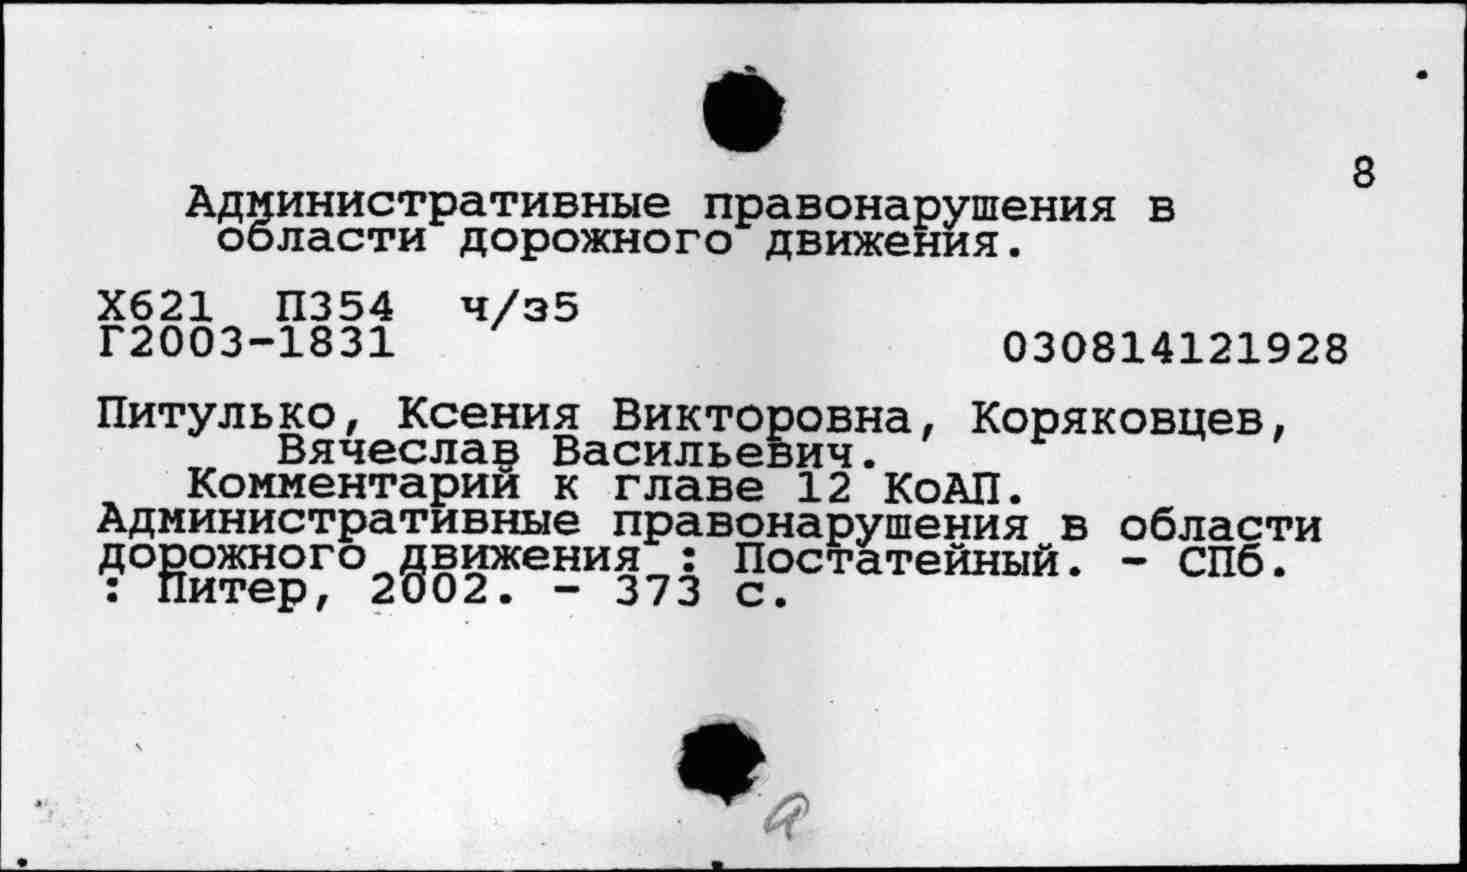 8
Административные правонарушения в
области дорожного движения.
Х621 П354 ч/з5
Г2003-1831 030814121928
Питулько, Ксения Викторовна, Коряковцев,
Вячеслав Васильевич.
Комментарий к главе 12 КоАП.
Административные правонарушения в области
дорожного движения : Постатейный. - СПб.
: Питер, 2002. - 373 с.